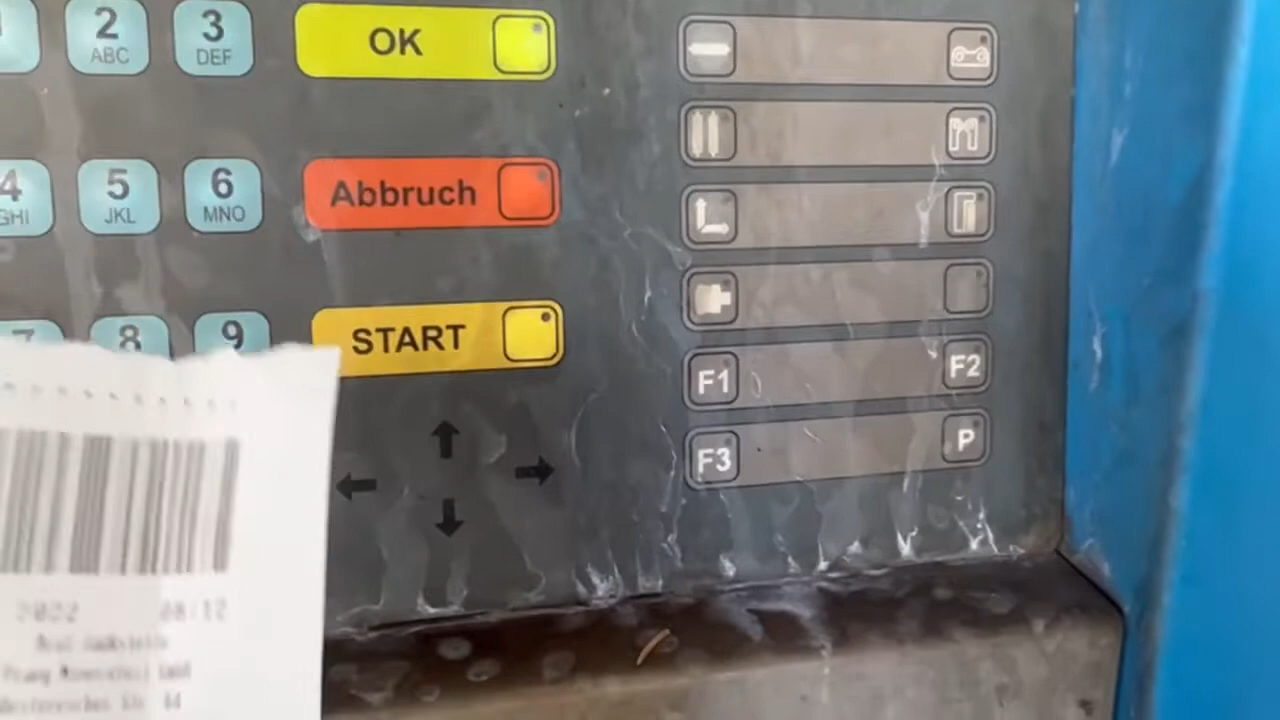 2
ABC
3
DEF
OK
4
GHI
5
JKL
6
MNO
Abbruch
7
8
9
START
F1
F2
F3
P
2022 08:12